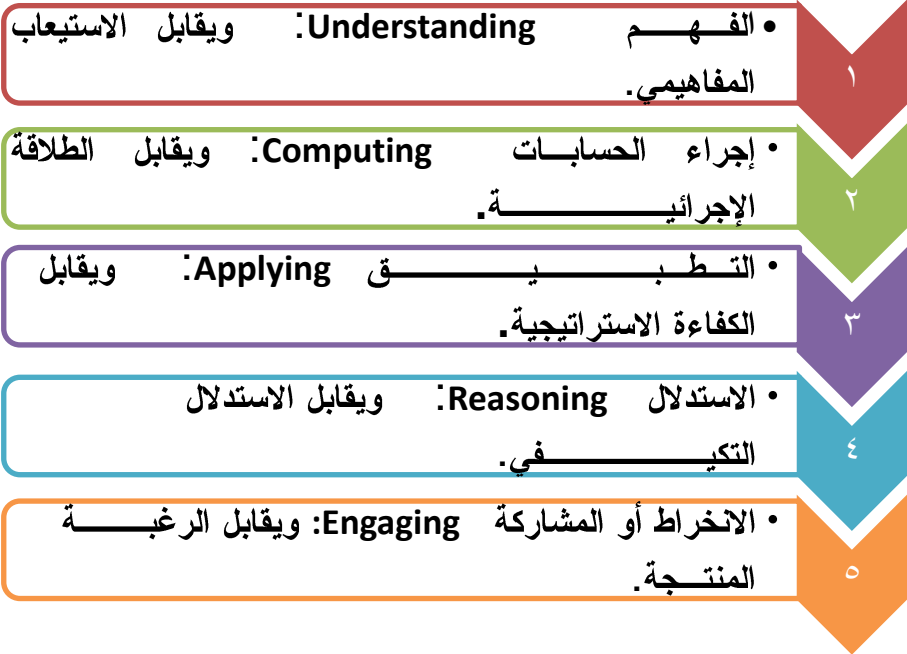 • الفهم Understanding: ويقابل الاستيعاب
المفاهيمي.
١
• إجراء الحسابات Computing: ويقابل الطلاقة
الإجرائية.
٢
• التطبيق Applying: ويقابل
الكفاءة الاستراتيجية.
٣
• الاستدلال Reasoning: ويقابل الاستدلال
التكيفي.
٤
• الانخراط أو المشاركة Engaging: ويقابل الرغبة
المنتجة.
٥